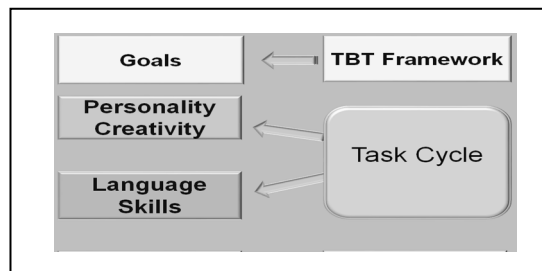 Goals
TBT Framework
Personality
Creativity
Task Cycle
Language
Skills